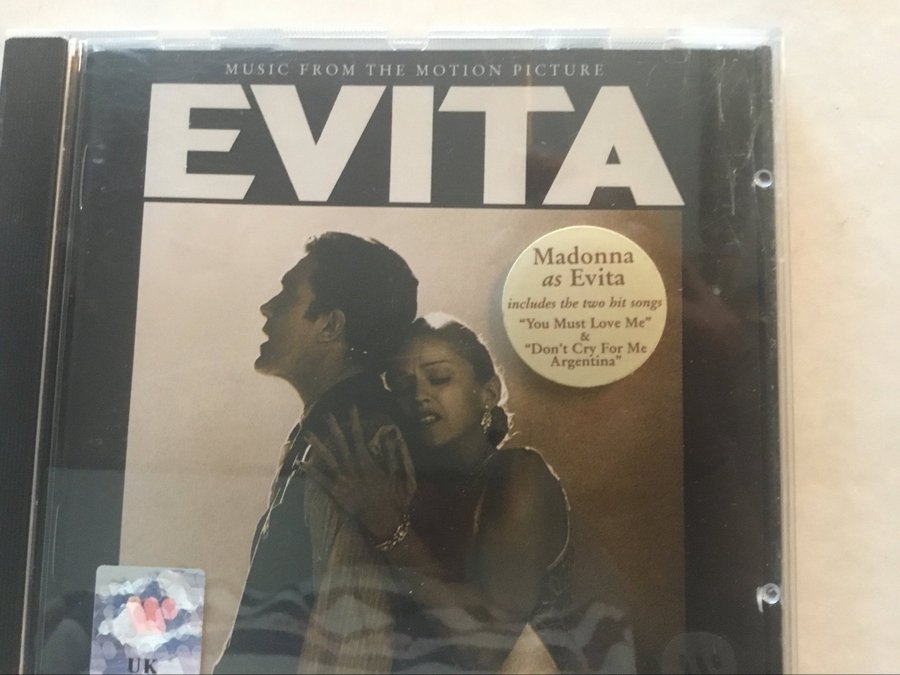 MUSIC FROM THE MOTION PICTURE
EVITA
Madonna
as Evita
includes the two hit songs
"You Must Love Me"
&
"Don't Cry For Me
Argentina"
UK